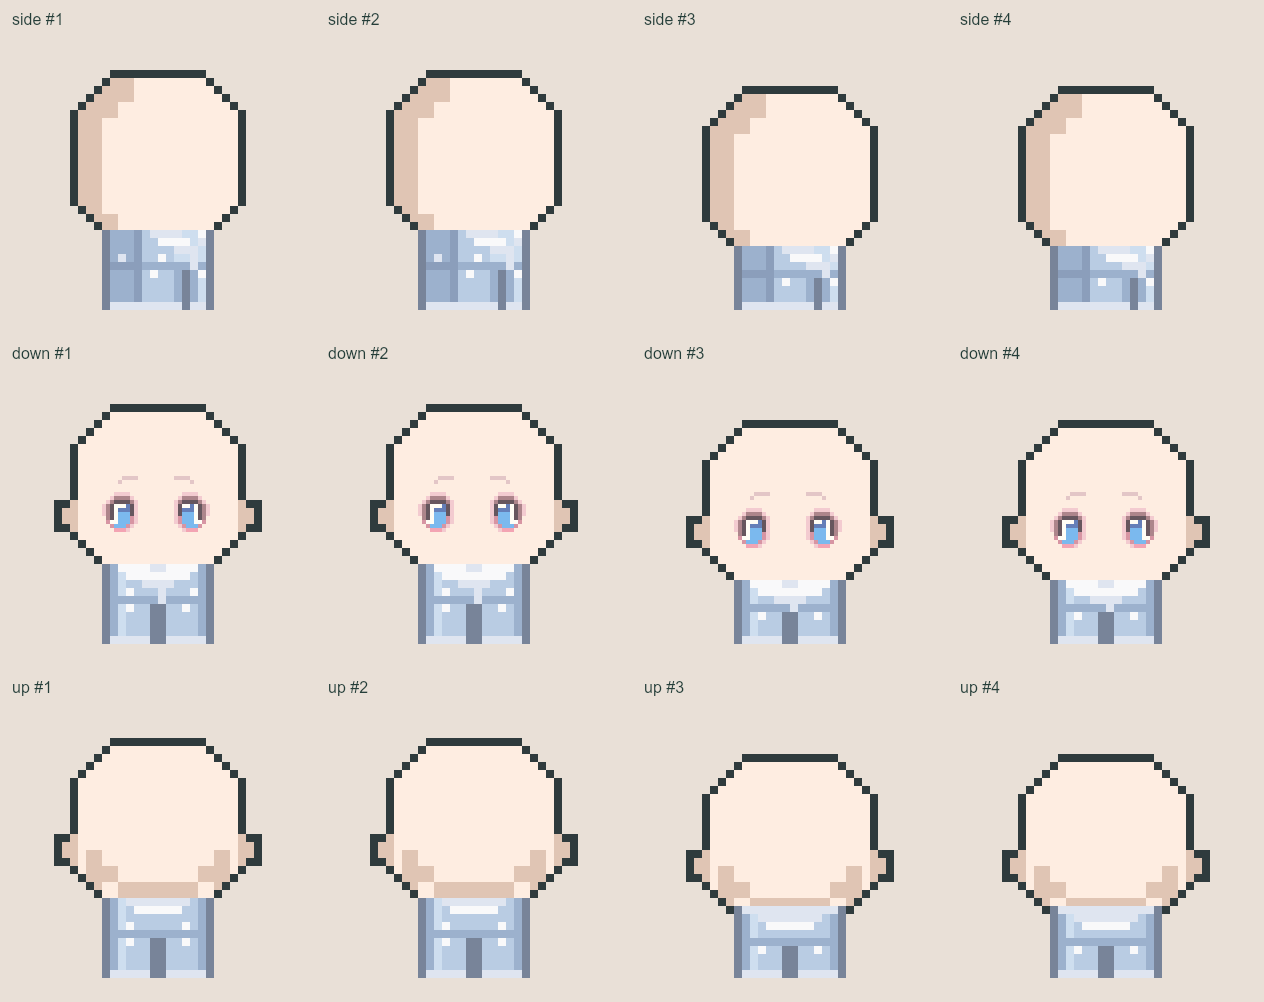 side #1
side #2
side #3
side #4
down #1
down #2
down #3
down #4
up #1
up #2
up #3
up #4